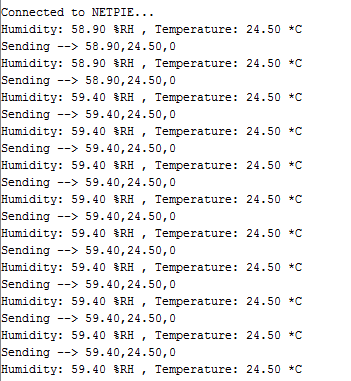 Connected to NETPIE...
Humidity: 58.90 %RH , Temperature: 24.50 *C
Sending --> 58.90,24.50,0
Humidity: 58.90 %RH , Temperature: 24.50 *C
Sending --> 58.90,24.50,0
Humidity: 59.40 %RH , Temperature: 24.50 *C
Sending --> 59.40,24.50,0
Humidity: 59.40 %RH , Temperature: 24.50 *C
Sending --> 59.40,24.50,0
Humidity: 59.40 %RH , Temperature: 24.50 *C
Sending --> 59.40,24.50,0
Humidity: 59.40 %RH , Temperature: 24.50 *C
Sending --> 59.40,24.50,0
Humidity: 59.40 %RH , Temperature: 24.50 *C
Sending --> 59.40,24.50,0
Humidity: 59.40 %RH , Temperature: 24.50 *C
Sending --> 59.40,24.50,0
Humidity: 59.40 %RH , Temperature: 24.50 *C
Sending --> 59.40,24.50,0
Humidity: 59.40 %RH , Temperature: 24.50 *C
Sending --> 59.40,24.50,0
Humidity: 59.40 %RH , Temperature: 24.50 *C